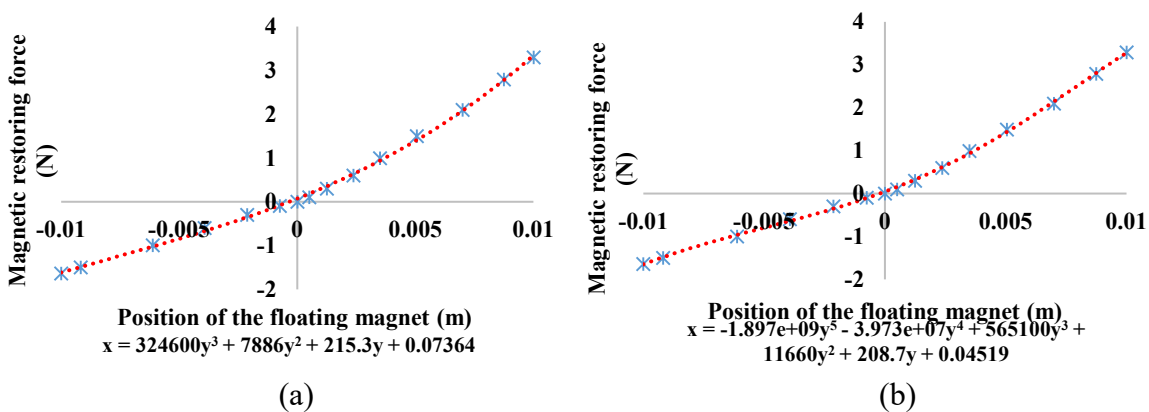 4
3
2
1
0
-1
-2
-0.01
-0.005
0
0.005
0.01
Magnetic restoring force
(N)
Position of the floating magnet (m)
x = 324600y³ + 7886y² + 215.3y + 0.07364
(a)
4
3
2
1
0
-1
-2
-0.01
-0.005
0
0.005
0.01
Magnetic restoring force
(N)
Position of the floating magnet (m)
x = -1.897e+09y⁵ - 3.973e+07y⁴ + 565100y³ +
11660y² + 208.7y + 0.04519
(b)